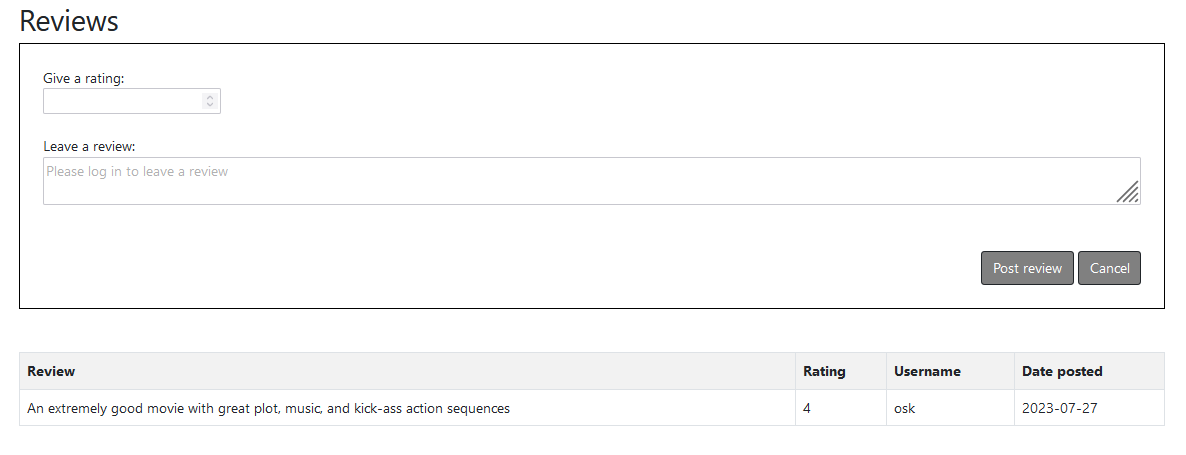 Reviews
Give a rating:
Leave a review:
Please log in to leave a review
Post review Cancel
Review Rating Username Date posted
An extremely good movie with great plot, music, and kick-ass action sequences 4 osk 2023-07-27